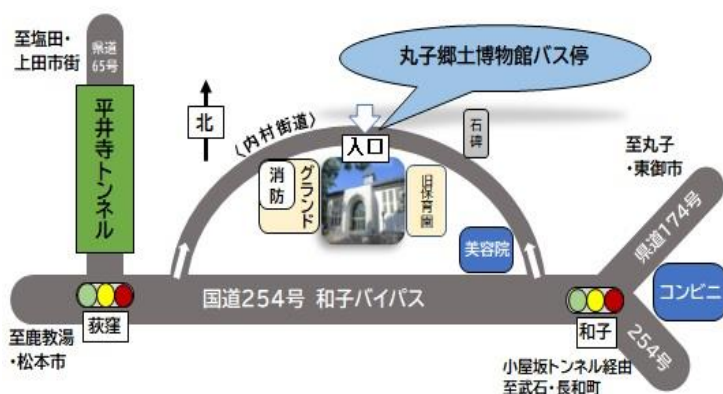 至塩田・
上田市街
県道
65号
平井寺トンネル
北
〈内村街道〉
丸子郷土博物館バス停
入口
石碑
消防
グランド
旧保育園
美容院
至丸子
・東御市
県道174号
コンビニ
254号
国道254号 和子バイパス
荻窪
和子
至鹿教湯
・松本市
小屋坂トンネル経由
至武石・長和町